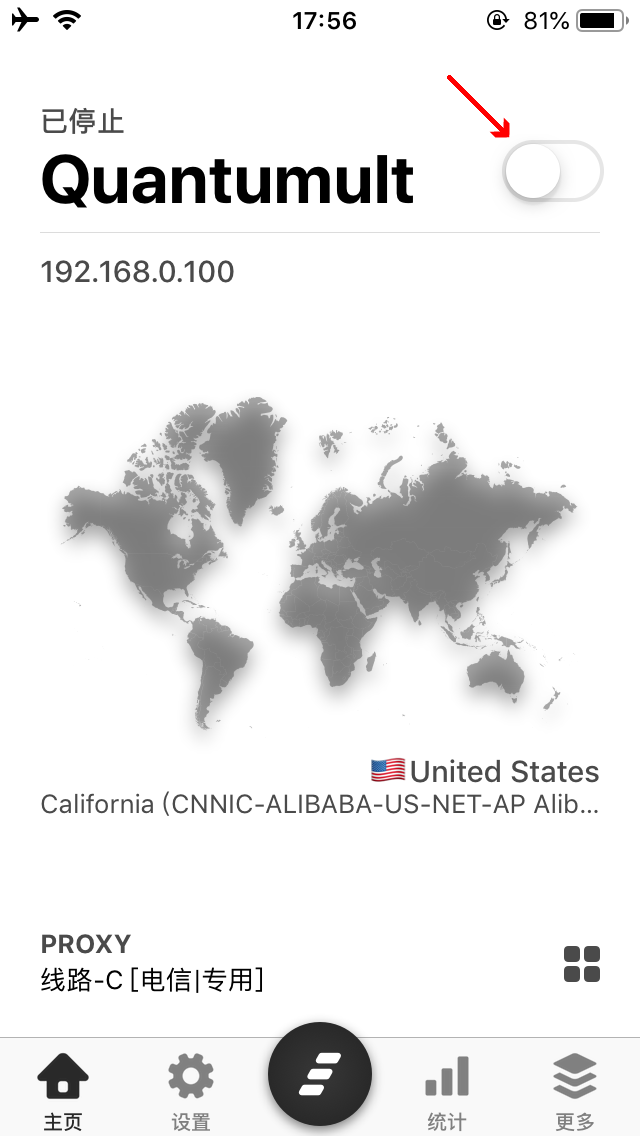 17:56
81%
已停止
Quantumult
192.168.0.100
🇺🇸United States
California (CNNIC-ALIBABA-US-NET-AP Alib...
PROXY
线路-C [电信|专用]
主页
设置
统计
更多